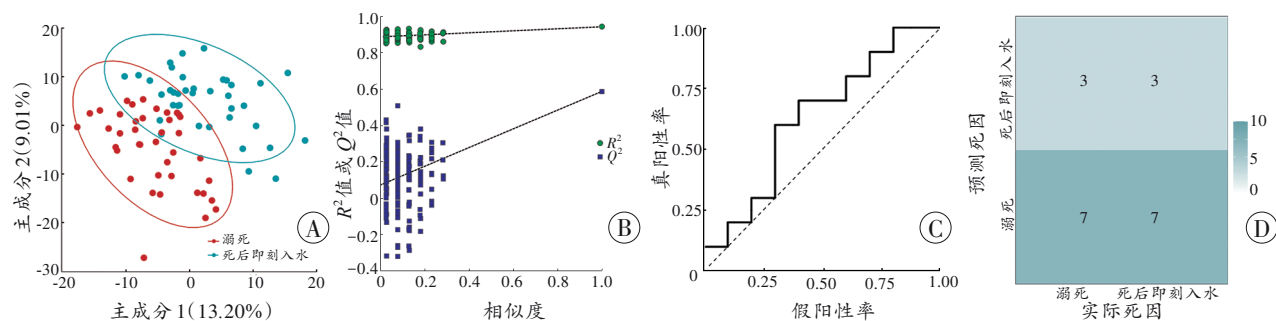 主成分2(9.01%)
20
10
0
-10
-20
-30
-20
-10
0
10
20
主成分1(13.20%)
溺死
死后即刻入水
A
R²值或Q²值
1.0
0.8
0.6
0.4
0.2
0
-0.2
-0.4
0
0.2
0.4
0.6
0.8
1.0
相似度
R²
Q²
B
真阳性率
1.00
0.75
0.50
0.25
0
0.25
0.50
0.75
1.00
假阳性率
C
预测死因
死后即刻入水
溺死
3
3
7
7
溺死
死后即刻入水
实际死因
10
5
0
D